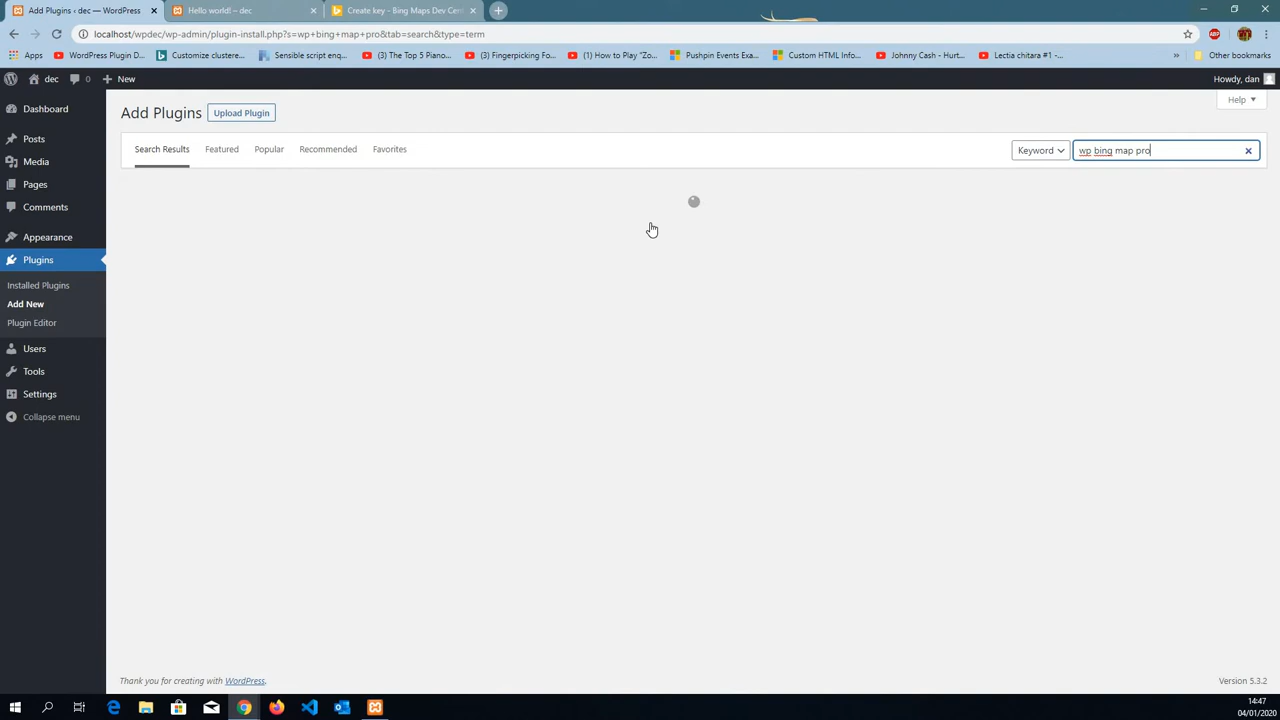 Add Plugins ‹ dec — WordPress
Hello world! – dec
Create key - Bing Maps Dev Cent
localhost/wpdec/wp-admin/plugin-install.php?s=wp+bing+map+pro&tab=search&type=term
ABP
Apps
WordPress Plugin D...
Customize clustere...
Sensible script enq...
(3) The Top 5 Piano...
(3) Fingerpicking Fo...
(1) How to Play "Zo...
Pushpin Events Exa...
Custom HTML Info...
Johnny Cash - Hurt...
Lectia chitara #1 -...
»
Other bookmarks
dec
0
+ New
Howdy, dan
Dashboard
Posts
Media
Pages
Comments
Appearance
Plugins
Installed Plugins
Add New
Plugin Editor
Users
Tools
Settings
Collapse menu
Help
Add Plugins
Upload Plugin
Search Results
Featured
Popular
Recommended
Favorites
Keyword
wp bing map pro
Thank you for creating with WordPress.
Version 5.3.2
14:47
04/01/2020